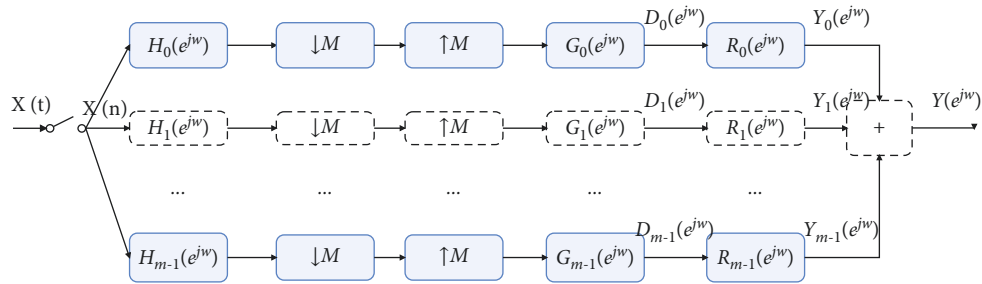 D_0(e^{jw}) Y_0(e^{jw})
H_0(e^{jw}) ↓M ↑M G_0(e^{jw}) R_0(e^{jw})
X (t) X (n) D_1(e^{jw}) Y_1(e^{jw}) Y(e^{jw})
H_1(e^{jw}) ↓M ↑M G_1(e^{jw}) R_1(e^{jw}) +
... ... ... ... ...
D_{m-1}(e^{jw}) Y_{m-1}(e^{jw})
H_{m-1}(e^{jw}) ↓M ↑M G_{m-1}(e^{jw}) R_{m-1}(e^{jw})